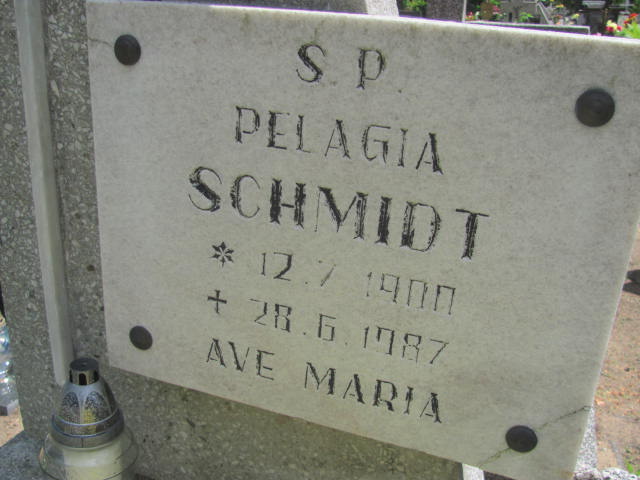 S P
PELAGIA
SCHMIDT
* 12.7 1900
+ 28.6.1987
AVE MARIA